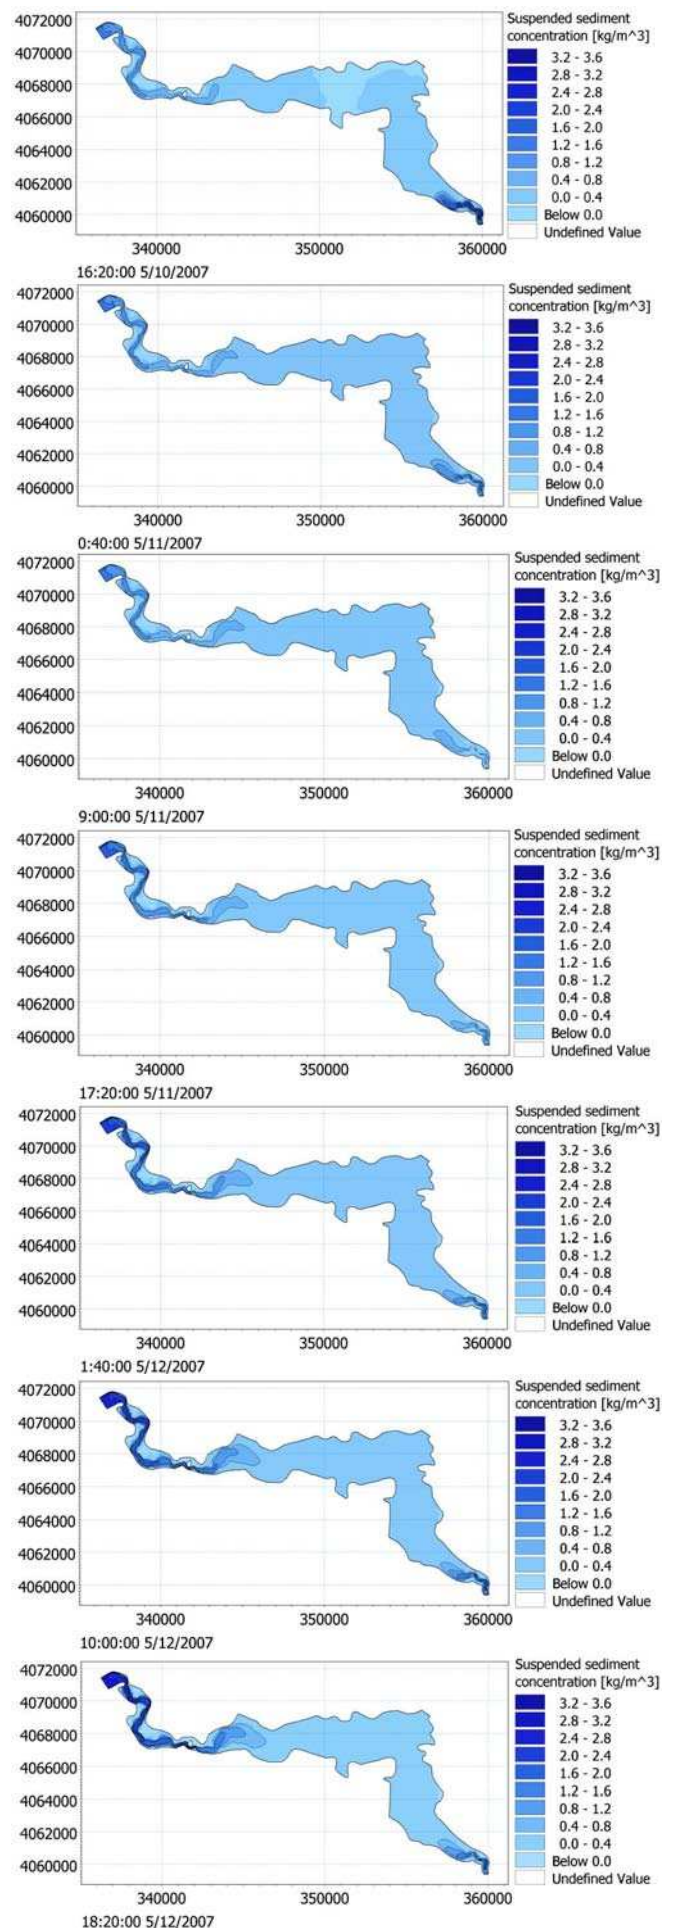 Suspended sediment
concentration [kg/m^3]
4072000
4070000
4068000
4066000
4064000
4062000
4060000
340000 350000 360000
3.2 - 3.6
2.8 - 3.2
2.4 - 2.8
2.0 - 2.4
1.6 - 2.0
1.2 - 1.6
0.8 - 1.2
0.4 - 0.8
0.0 - 0.4
Below 0.0
Undefined Value
16:20:00 5/10/2007
Suspended sediment
concentration [kg/m^3]
4072000
4070000
4068000
4066000
4064000
4062000
4060000
340000 350000 360000
3.2 - 3.6
2.8 - 3.2
2.4 - 2.8
2.0 - 2.4
1.6 - 2.0
1.2 - 1.6
0.8 - 1.2
0.4 - 0.8
0.0 - 0.4
Below 0.0
Undefined Value
0:40:00 5/11/2007
Suspended sediment
concentration [kg/m^3]
4072000
4070000
4068000
4066000
4064000
4062000
4060000
340000 350000 360000
3.2 - 3.6
2.8 - 3.2
2.4 - 2.8
2.0 - 2.4
1.6 - 2.0
1.2 - 1.6
0.8 - 1.2
0.4 - 0.8
0.0 - 0.4
Below 0.0
Undefined Value
9:00:00 5/11/2007
Suspended sediment
concentration [kg/m^3]
4072000
4070000
4068000
4066000
4064000
4062000
4060000
340000 350000 360000
3.2 - 3.6
2.8 - 3.2
2.4 - 2.8
2.0 - 2.4
1.6 - 2.0
1.2 - 1.6
0.8 - 1.2
0.4 - 0.8
0.0 - 0.4
Below 0.0
Undefined Value
17:20:00 5/11/2007
Suspended sediment
concentration [kg/m^3]
4072000
4070000
4068000
4066000
4064000
4062000
4060000
340000 350000 360000
3.2 - 3.6
2.8 - 3.2
2.4 - 2.8
2.0 - 2.4
1.6 - 2.0
1.2 - 1.6
0.8 - 1.2
0.4 - 0.8
0.0 - 0.4
Below 0.0
Undefined Value
1:40:00 5/12/2007
Suspended sediment
concentration [kg/m^3]
4072000
4070000
4068000
4066000
4064000
4062000
4060000
340000 350000 360000
3.2 - 3.6
2.8 - 3.2
2.4 - 2.8
2.0 - 2.4
1.6 - 2.0
1.2 - 1.6
0.8 - 1.2
0.4 - 0.8
0.0 - 0.4
Below 0.0
Undefined Value
10:00:00 5/12/2007
Suspended sediment
concentration [kg/m^3]
4072000
4070000
4068000
4066000
4064000
4062000
4060000
340000 350000 360000
3.2 - 3.6
2.8 - 3.2
2.4 - 2.8
2.0 - 2.4
1.6 - 2.0
1.2 - 1.6
0.8 - 1.2
0.4 - 0.8
0.0 - 0.4
Below 0.0
Undefined Value
18:20:00 5/12/2007